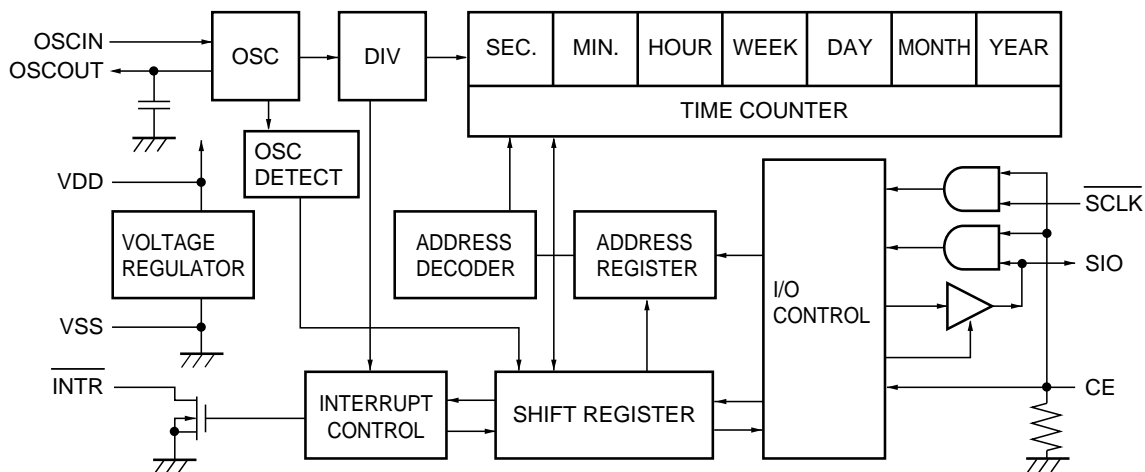 OSCIN
OSCOUT
OSC
DIV
SEC.
MIN.
HOUR
WEEK
DAY
MONTH
YEAR
TIME COUNTER
OSC
DETECT
VDD
VOLTAGE
REGULATOR
VSS
ADDRESS
DECODER
ADDRESS
REGISTER
I/O
CONTROL
SCLK
SIO
CE
INTR
INTERRUPT
CONTROL
SHIFT REGISTER